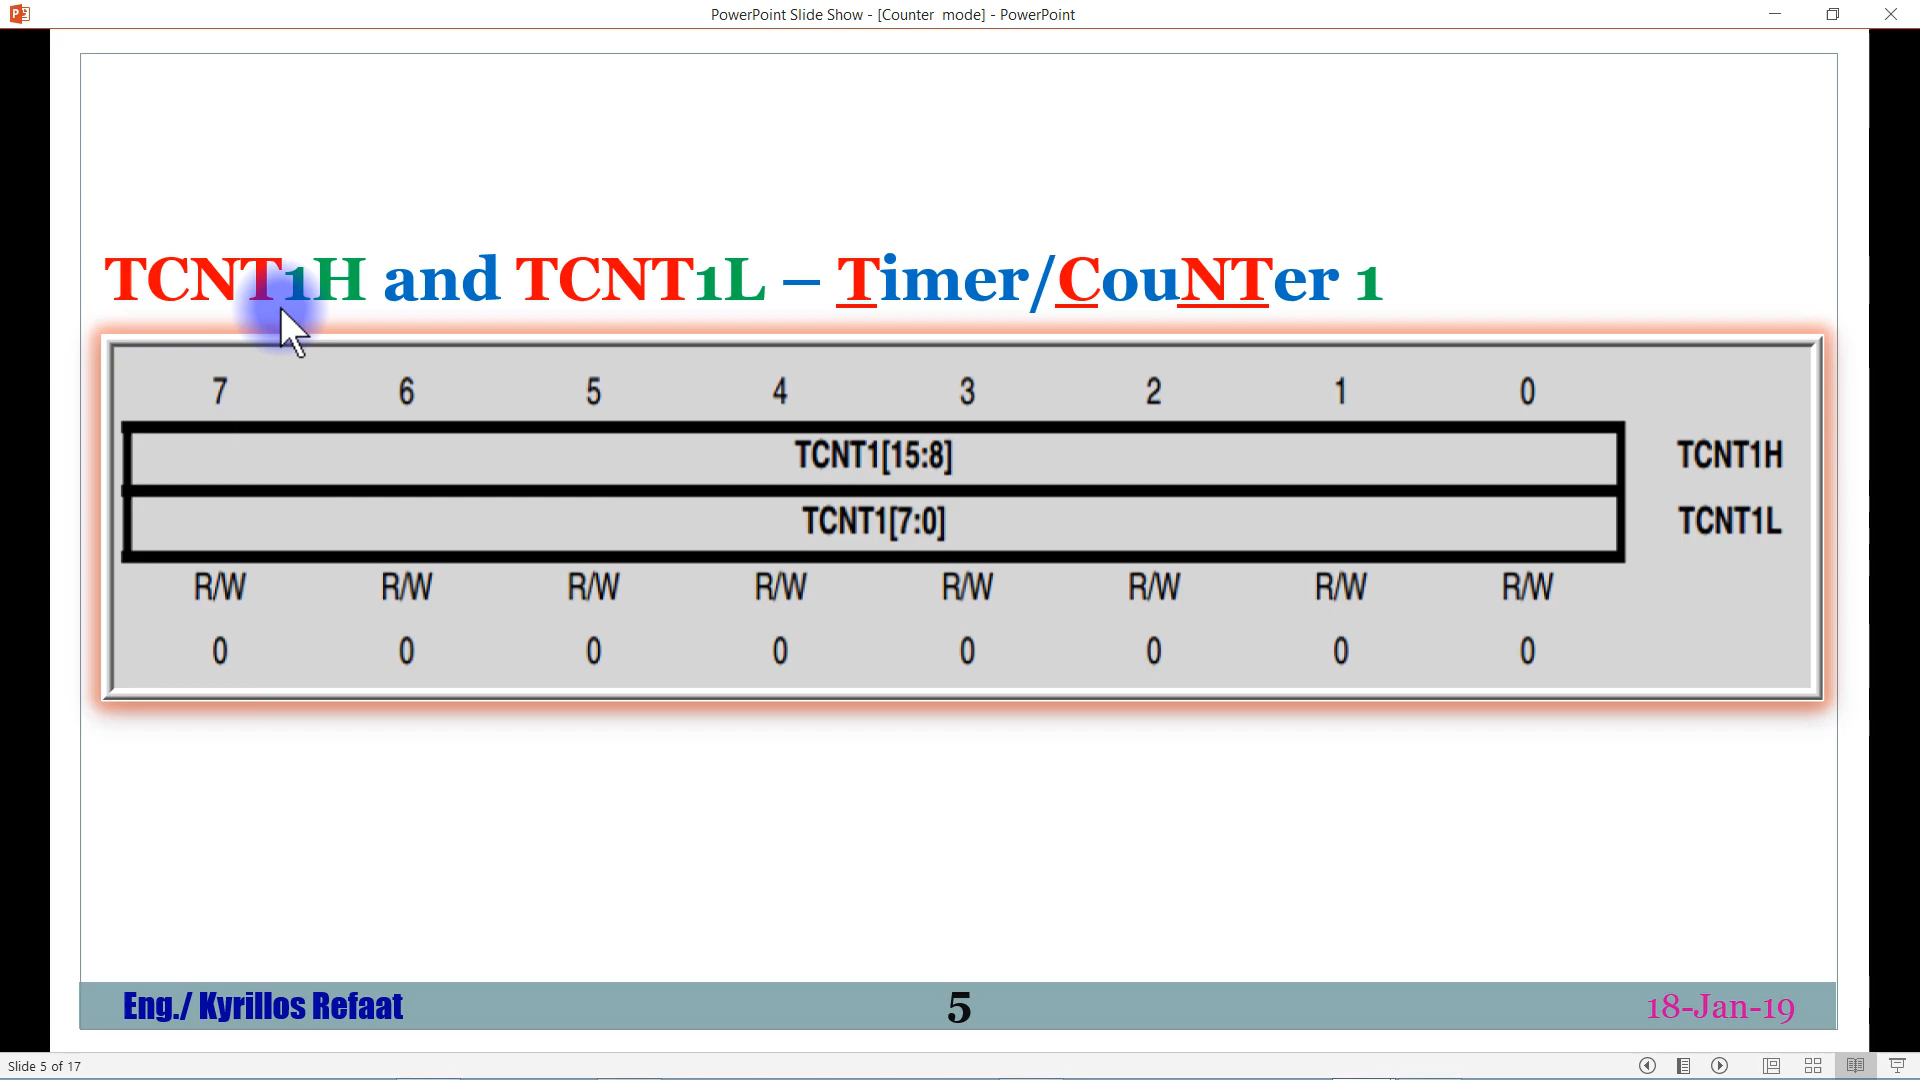 PowerPoint Slide Show - [Counter mode] - PowerPoint
TCNT1H and TCNT1L – Timer/CouNTer 1
7 6 5 4 3 2 1 0
TCNT1[15:8] TCNT1H
TCNT1[7:0] TCNT1L
R/W R/W R/W R/W R/W R/W R/W R/W
0 0 0 0 0 0 0 0
Eng./ Kyrillos Refaat 5 18-Jan-19
Slide 5 of 17